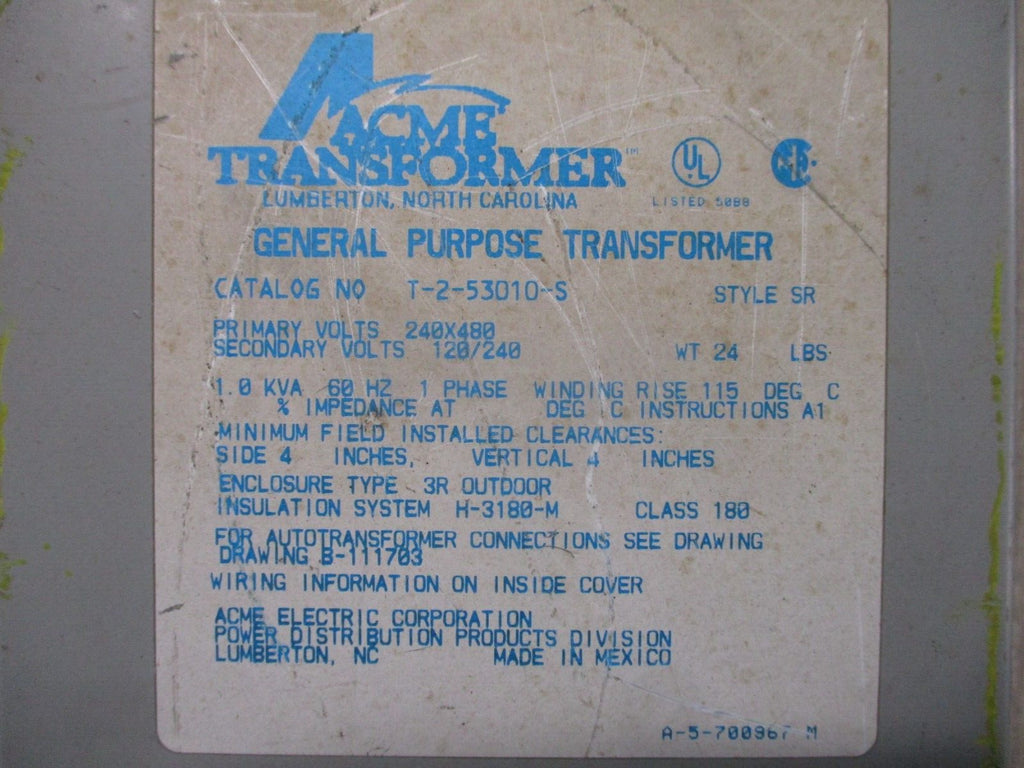 ACME
TRANSFORMER™
LUMBERTON, NORTH CAROLINA
UL
LISTED 50BB
GENERAL PURPOSE TRANSFORMER
CATALOG NO T-2-53010-S STYLE SR
PRIMARY VOLTS 240X480
SECONDARY VOLTS 120/240 WT 24 LBS.
1.0 KVA 60 HZ 1 PHASE WINDING RISE 115 DEG C
% IMPEDANCE AT DEG C INSTRUCTIONS A1
MINIMUM FIELD INSTALLED CLEARANCES:
SIDE 4 INCHES, VERTICAL 4 INCHES
ENCLOSURE TYPE 3R OUTDOOR
INSULATION SYSTEM H-3180-M CLASS 180
FOR AUTOTRANSFORMER CONNECTIONS SEE DRAWING
DRAWING B-111703
WIRING INFORMATION ON INSIDE COVER
ACME ELECTRIC CORPORATION
POWER DISTRIBUTION PRODUCTS DIVISION
LUMBERTON, NC MADE IN MEXICO
A-5-700967 M